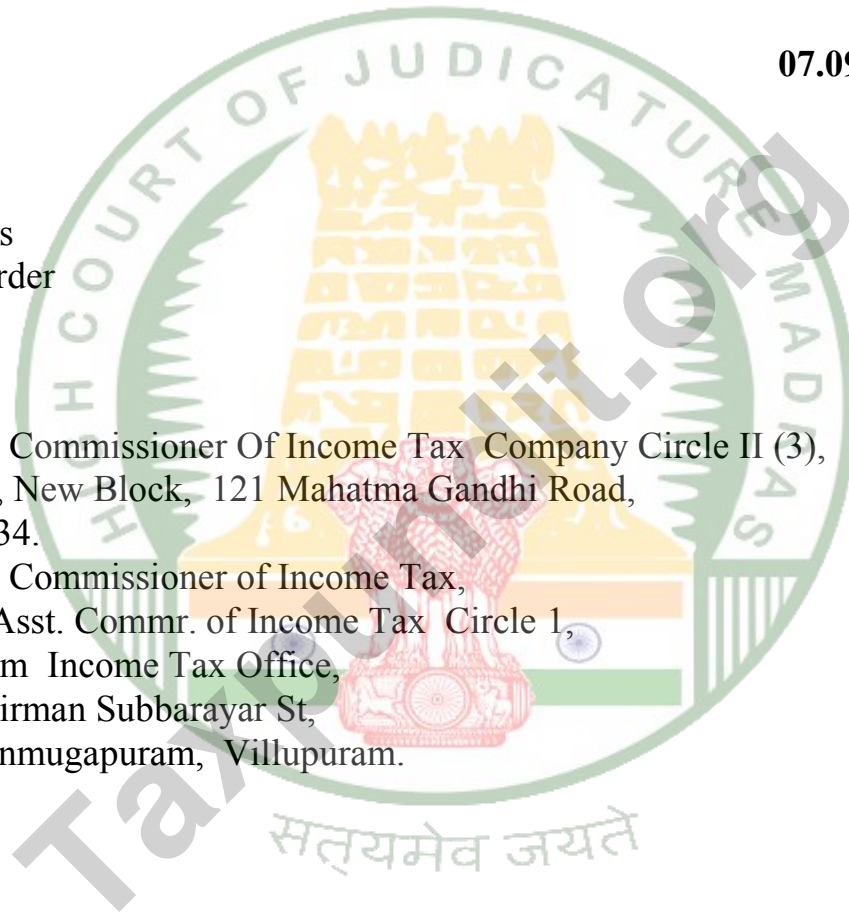 07.09
HIGH COURT OF JUDICATURE MADRAS
s
rder
Commissioner Of Income Tax Company Circle II (3),
, New Block, 121 Mahatma Gandhi Road,
34.
Commissioner of Income Tax,
Asst. Commr. of Income Tax Circle 1,
m Income Tax Office,
irman Subbarayar St,
nmugapuram, Villupuram.
सत्यमेव जयते
Taxpundit.org